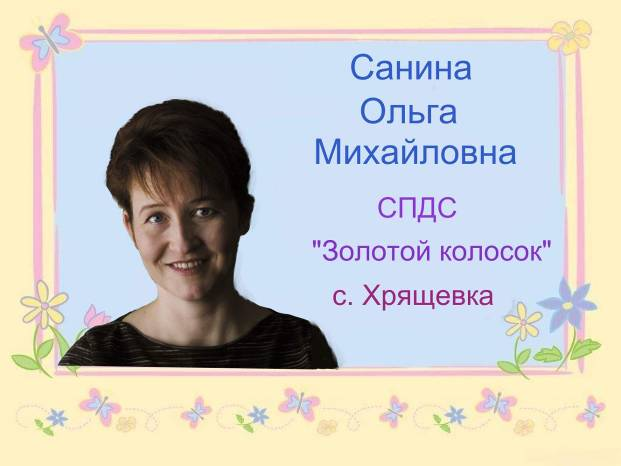 Санина
Ольга
Михайловна
СПДС
"Золотой колосок"
с. Хрящевка